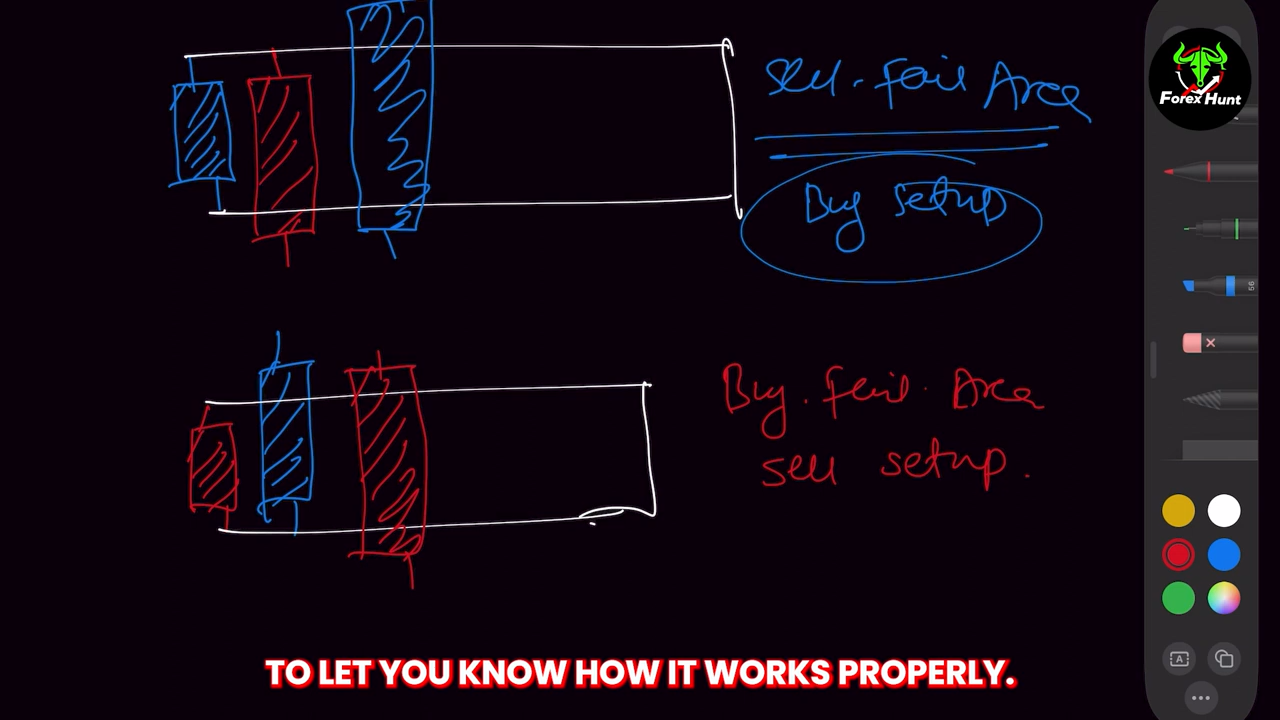 Sell. Fail Area
Buy setup
Forex Hunt
Buy. Fail. Area
sell setup.
TO LET YOU KNOW HOW IT WORKS PROPERLY.